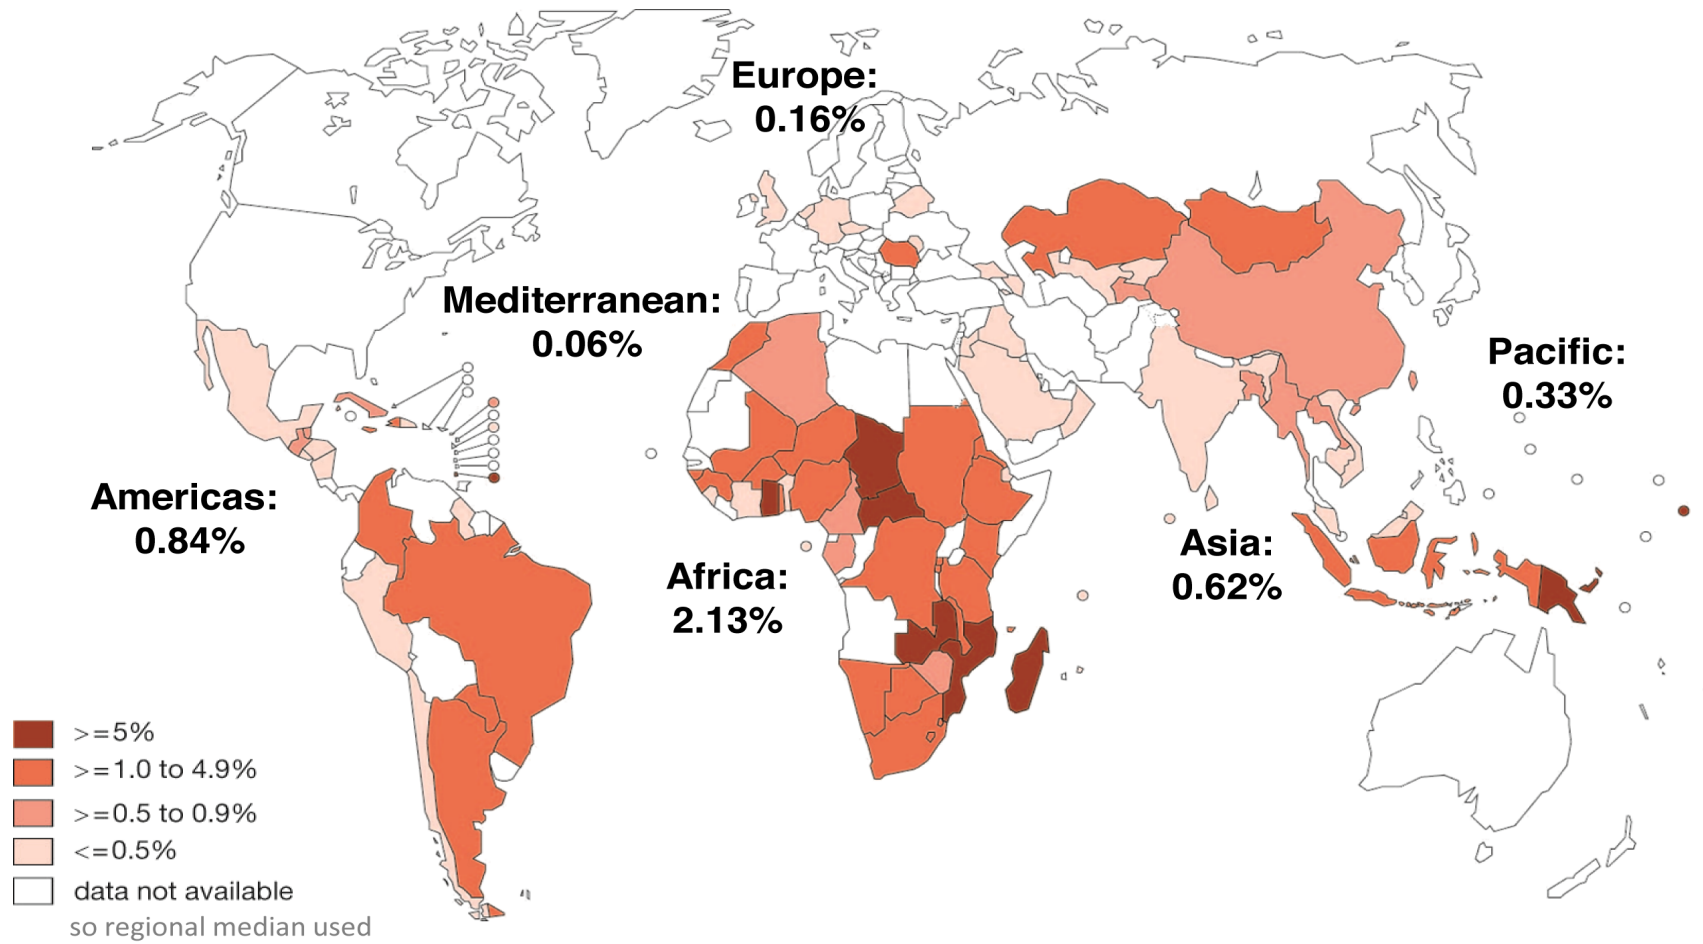 Europe:
0.16%
Mediterranean:
0.06%
Pacific:
0.33%
Americas:
0.84%
Asia:
0.62%
Africa:
2.13%
>=5%
>=1.0 to 4.9%
>=0.5 to 0.9%
<=0.5%
data not available
so regional median used